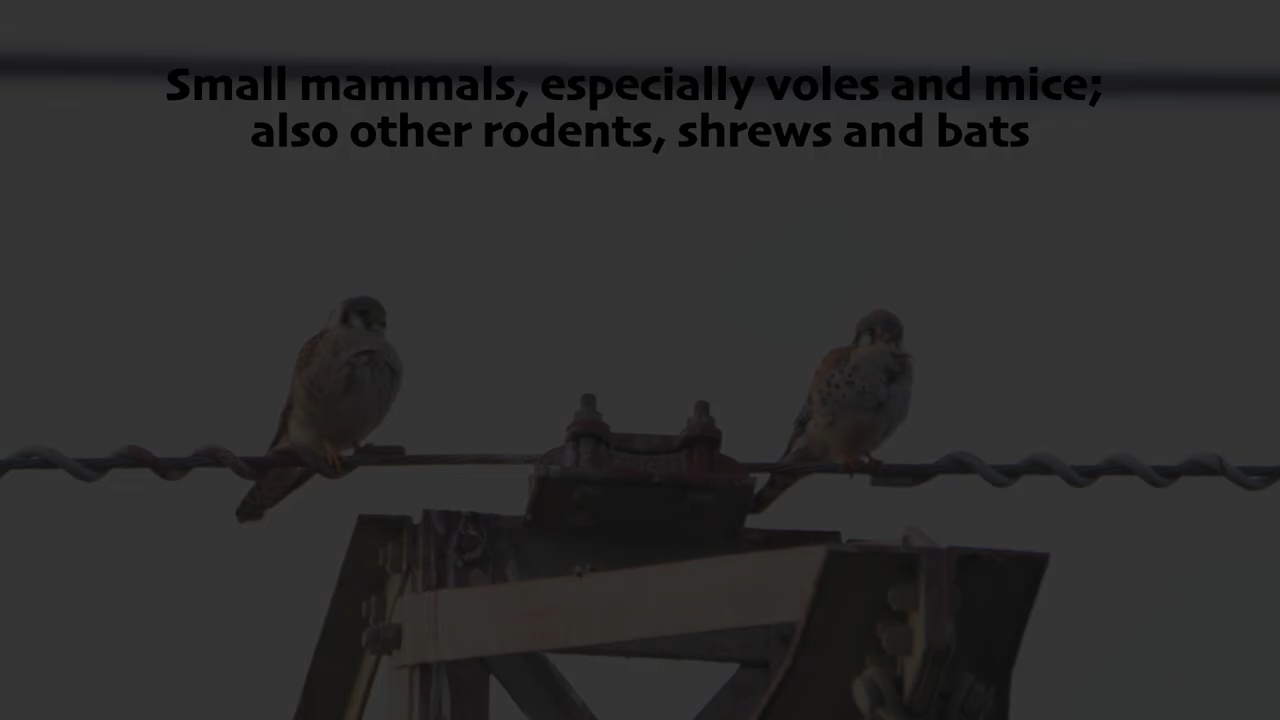 Small mammals, especially voles and mice;
also other rodents, shrews and bats